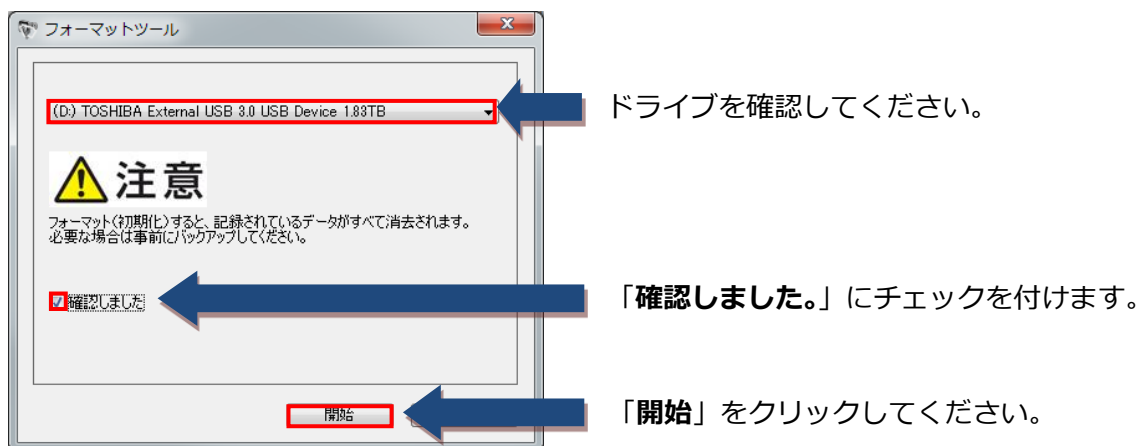 フォーマットツール
(D:) TOSHIBA External USB 3.0 USB Device 1.83TB
ドライブを確認してください。
注意
フォーマット(初期化)すると、記録されているデータがすべて消去されます。
必要な場合は事前にバックアップしてください。
確認しました
「確認しました。」にチェックを付けます。
開始
「開始」をクリックしてください。